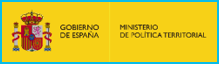 GOBIERNO
DE ESPAÑA
MINISTERIO
DE POLÍTICA TERRITORIAL